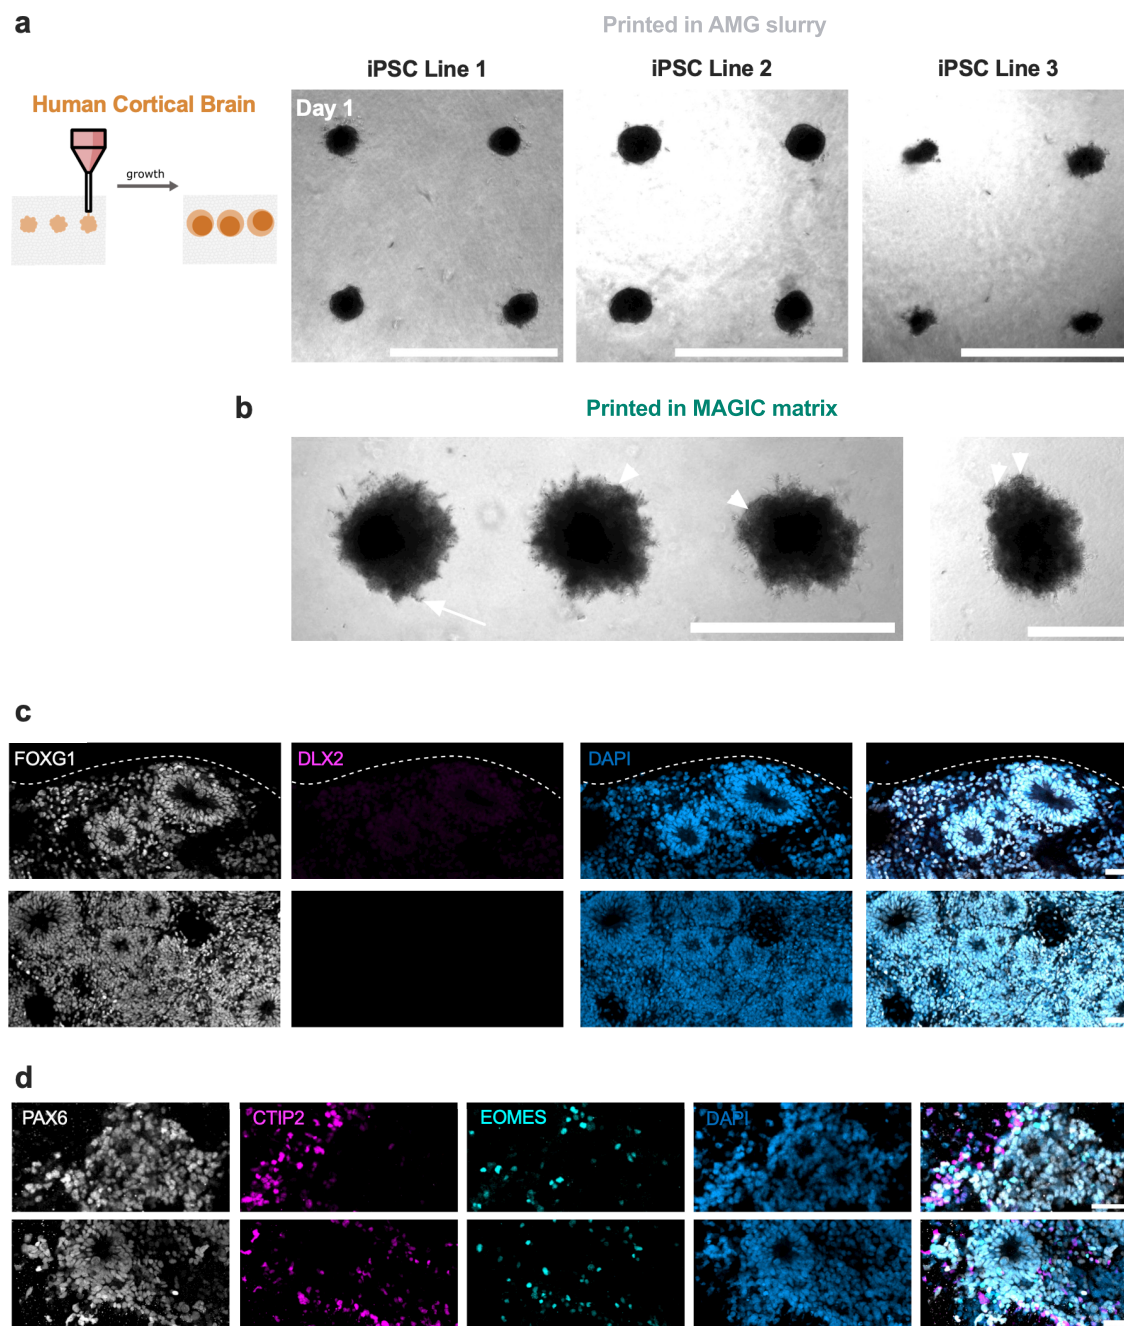 a
Printed in AMG slurry
iPSC Line 1
iPSC Line 2
iPSC Line 3
Human Cortical Brain
Day 1
growth
b
Printed in MAGIC matrix
c
FOXG1
DLX2
DAPI
d
PAX6
CTIP2
EOMES
DAPI